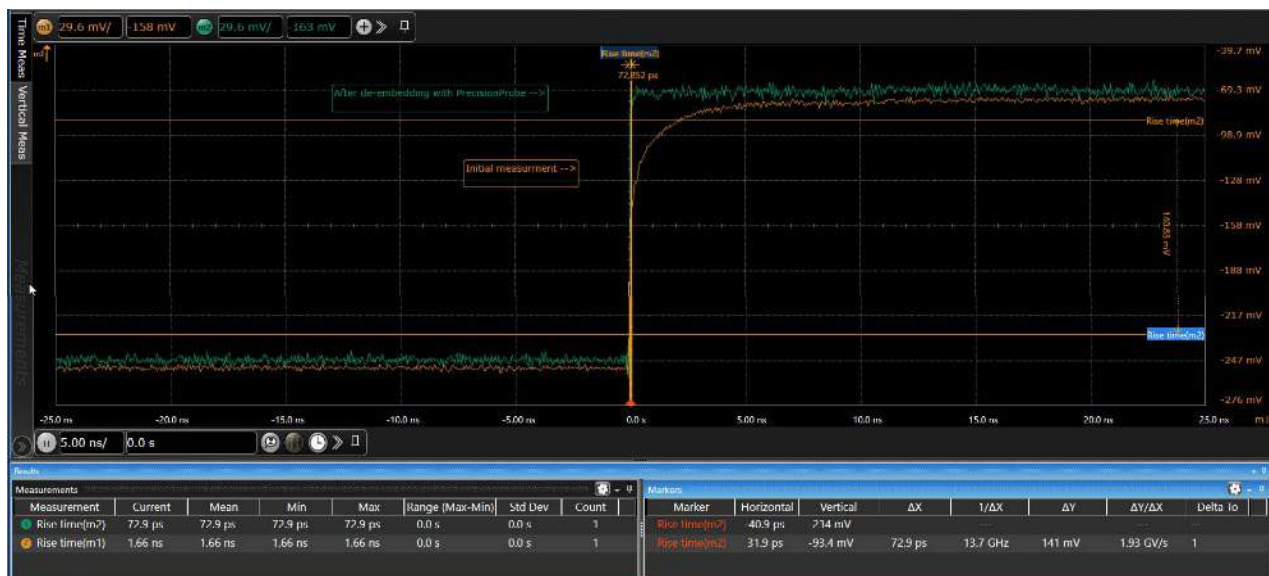 Time Meas
Vertical Meas
Measurements
m1 29.6 mV/ -158 mV m2 29.6 mV/ -163 mV
Rise time(m2)
72.852 ps
-39.7 mV
-69.3 mV
-98.9 mV
-128 mV
-158 mV
-188 mV
-217 mV
-247 mV
-276 mV
After de-embedding with PrecisionProbe -->
Initial measurment -->
Rise time(m2)
Rise time(m2)
-25.0 ns -20.0 ns -15.0 ns -10.0 ns -5.00 ns 0.0 s 5.00 ns 10.0 ns 15.0 ns 20.0 ns 25.0 ns
5.00 ns/ 0.0 s
Results
Measurements
Measurement Current Mean Min Max Range (Max-Min) Std Dev Count
Rise time(m2) 72.9 ps 72.9 ps 72.9 ps 72.9 ps 0.0 s 0.0 s 1
Rise time(m1) 1.66 ns 1.66 ns 1.66 ns 1.66 ns 0.0 s 0.0 s 1
Markers
Marker Horizontal Vertical ΔX 1/ΔX ΔY ΔY/ΔX Delta To
Rise time(m2) -40.9 ps 234 mV --- --- --- --- --
Rise time(m2) 31.9 ps -93.4 mV 72.9 ps 13.7 GHz 141 mV 1.93 GV/s 1